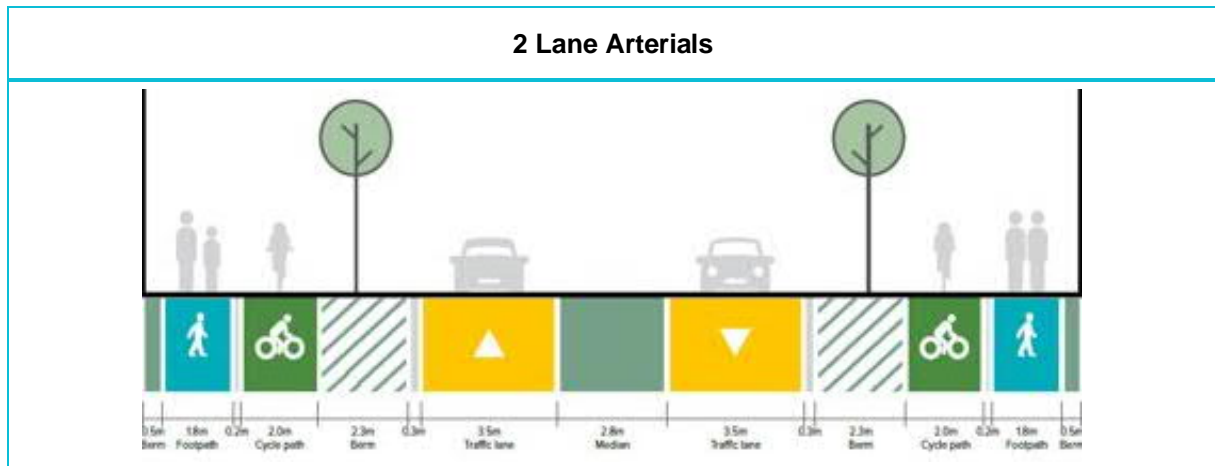 2 Lane Arterials
0.5m 1.8m 0.2m 2.0m 2.3m 0.3m 3.5m 2.8m 3.5m 0.3m 2.3m 2.0m 0.2m 1.8m 0.5m
Berm Footpath Cycle path Berm Traffic lane Median Traffic lane Berm Cycle path Footpath Berm